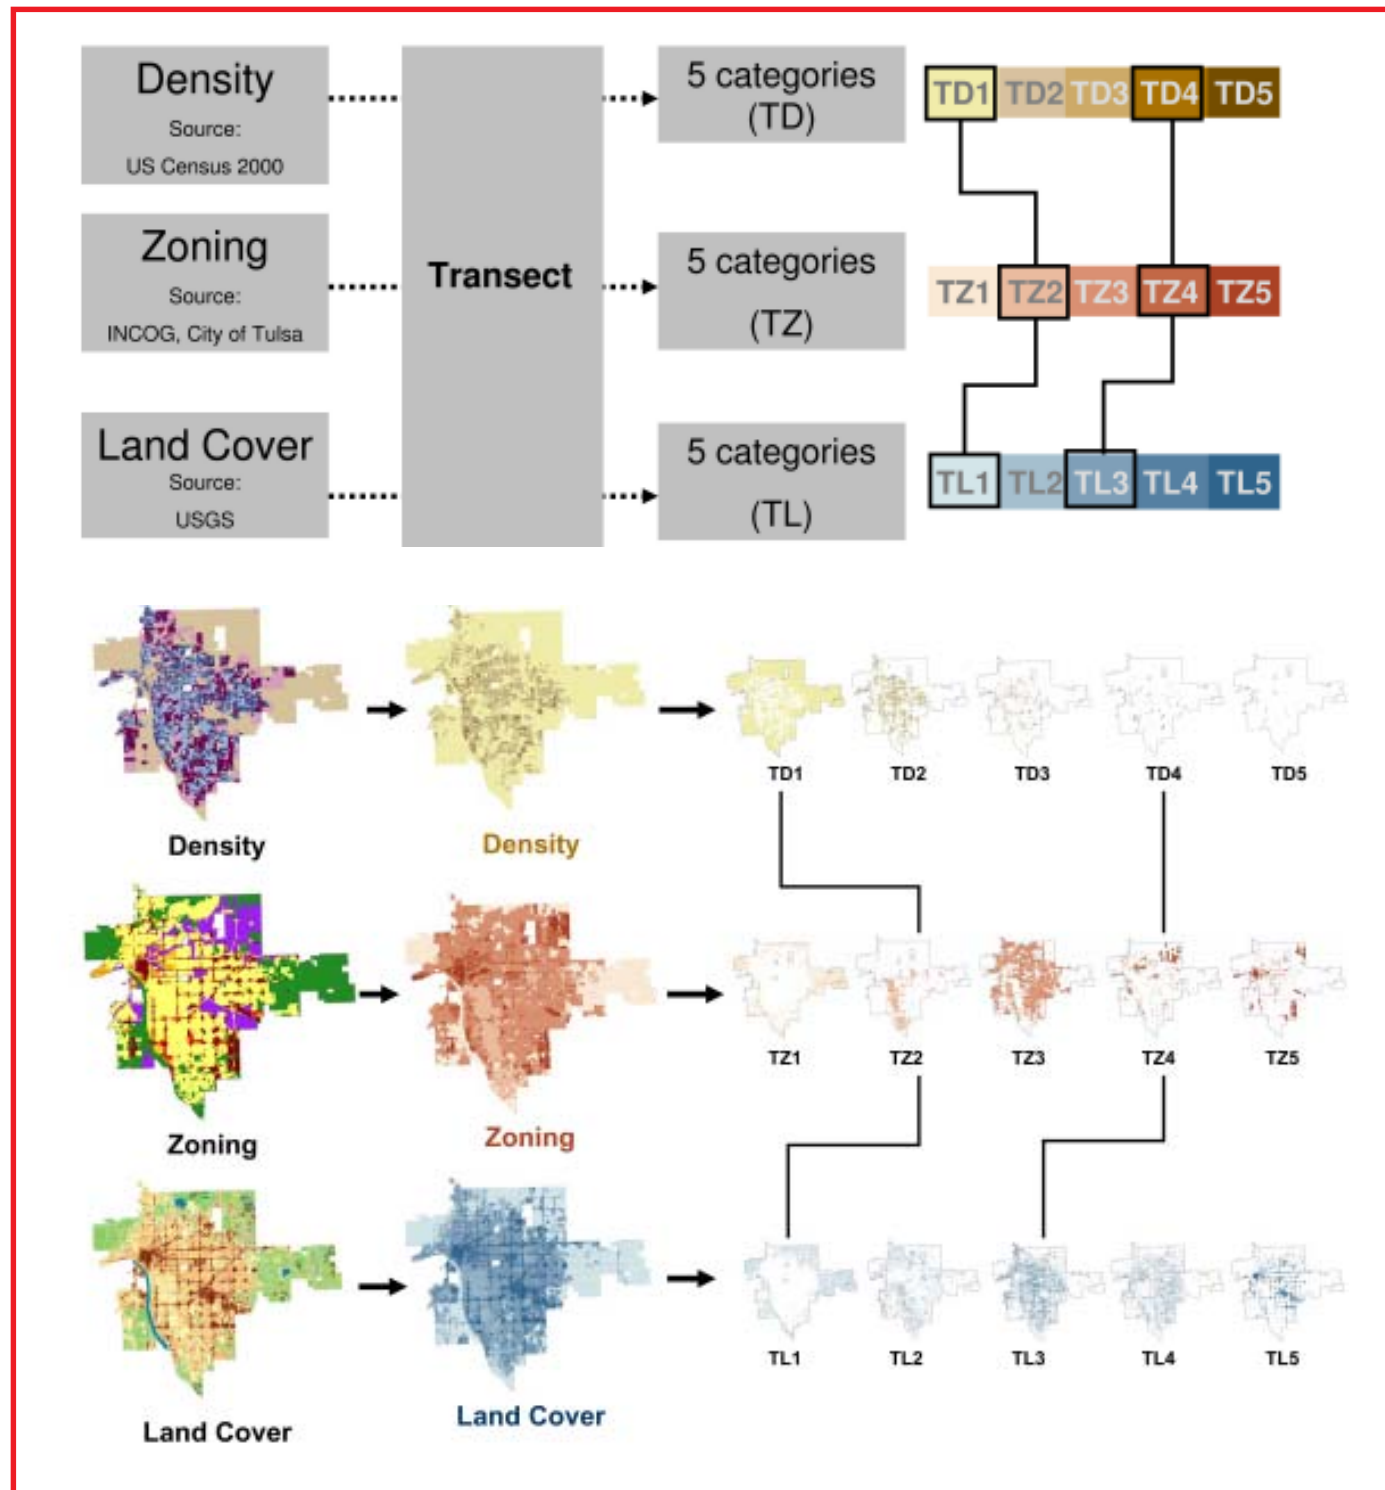 Density
Source:
US Census 2000
Transect
5 categories
(TD)
TD1 TD2 TD3 TD4 TD5
Zoning
Source:
INCOG, City of Tulsa
5 categories
(TZ)
TZ1 TZ2 TZ3 TZ4 TZ5
Land Cover
Source:
USGS
5 categories
(TL)
TL1 TL2 TL3 TL4 TL5
Density
Density
TD1 TD2 TD3 TD4 TD5
Zoning
Zoning
TZ1 TZ2 TZ3 TZ4 TZ5
Land Cover
Land Cover
TL1 TL2 TL3 TL4 TL5